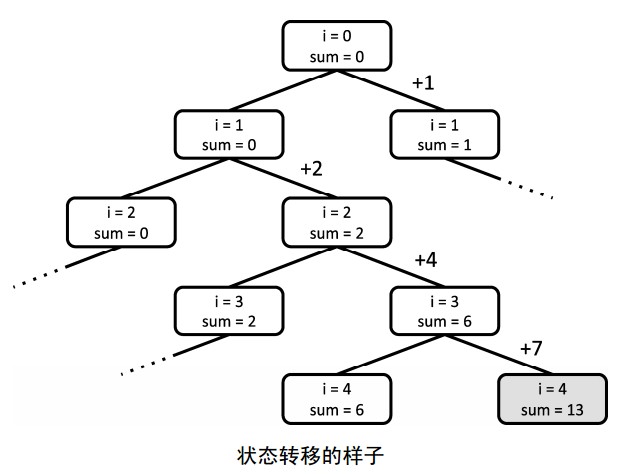 i = 0
sum = 0
+1
i = 1
sum = 0
i = 1
sum = 1
+2
i = 2
sum = 0
i = 2
sum = 2
+4
i = 3
sum = 2
i = 3
sum = 6
+7
i = 4
sum = 6
i = 4
sum = 13
状态转移的样子